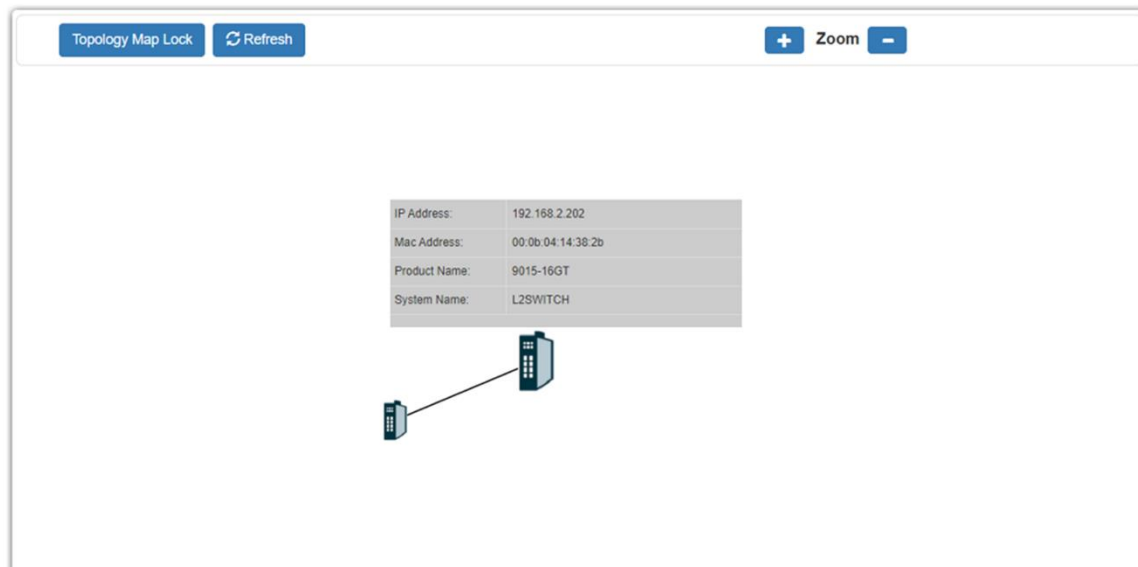 Topology Map Lock Refresh Zoom
IP Address: 192.168.2.202
Mac Address: 00:0b:04:14:38:2b
Product Name: 9015-16GT
System Name: L2SWITCH